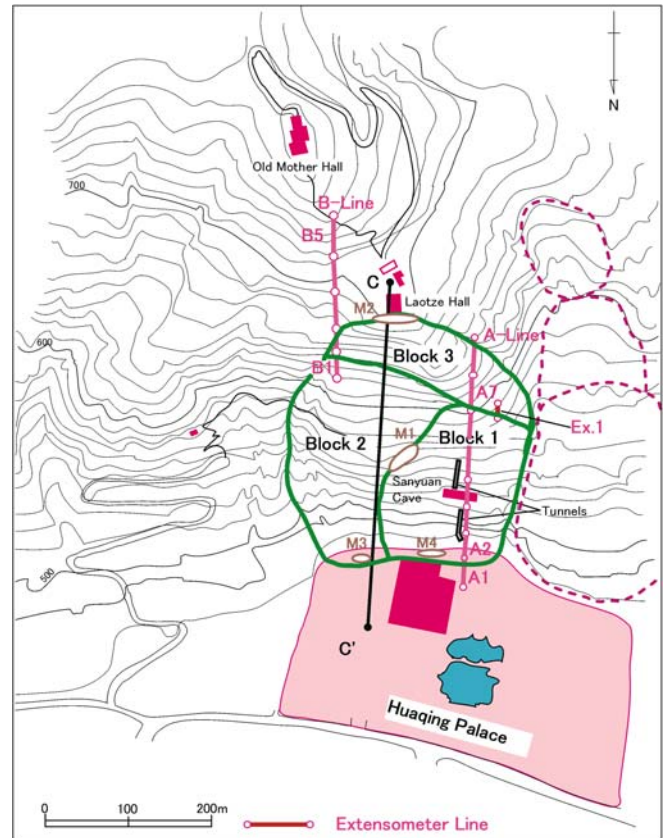 N
Old Mother Hall
700
B-Line
B5
C
Laotze Hall
M2
A-Line
600
Block 3
B1
A7
M1
Block 1
Ex.1
Block 2
Sanyuan
Cave
Tunnels
M3
M4
A2
500
A1
C'
Huaqing Palace
0 100 200m
Extensometer Line